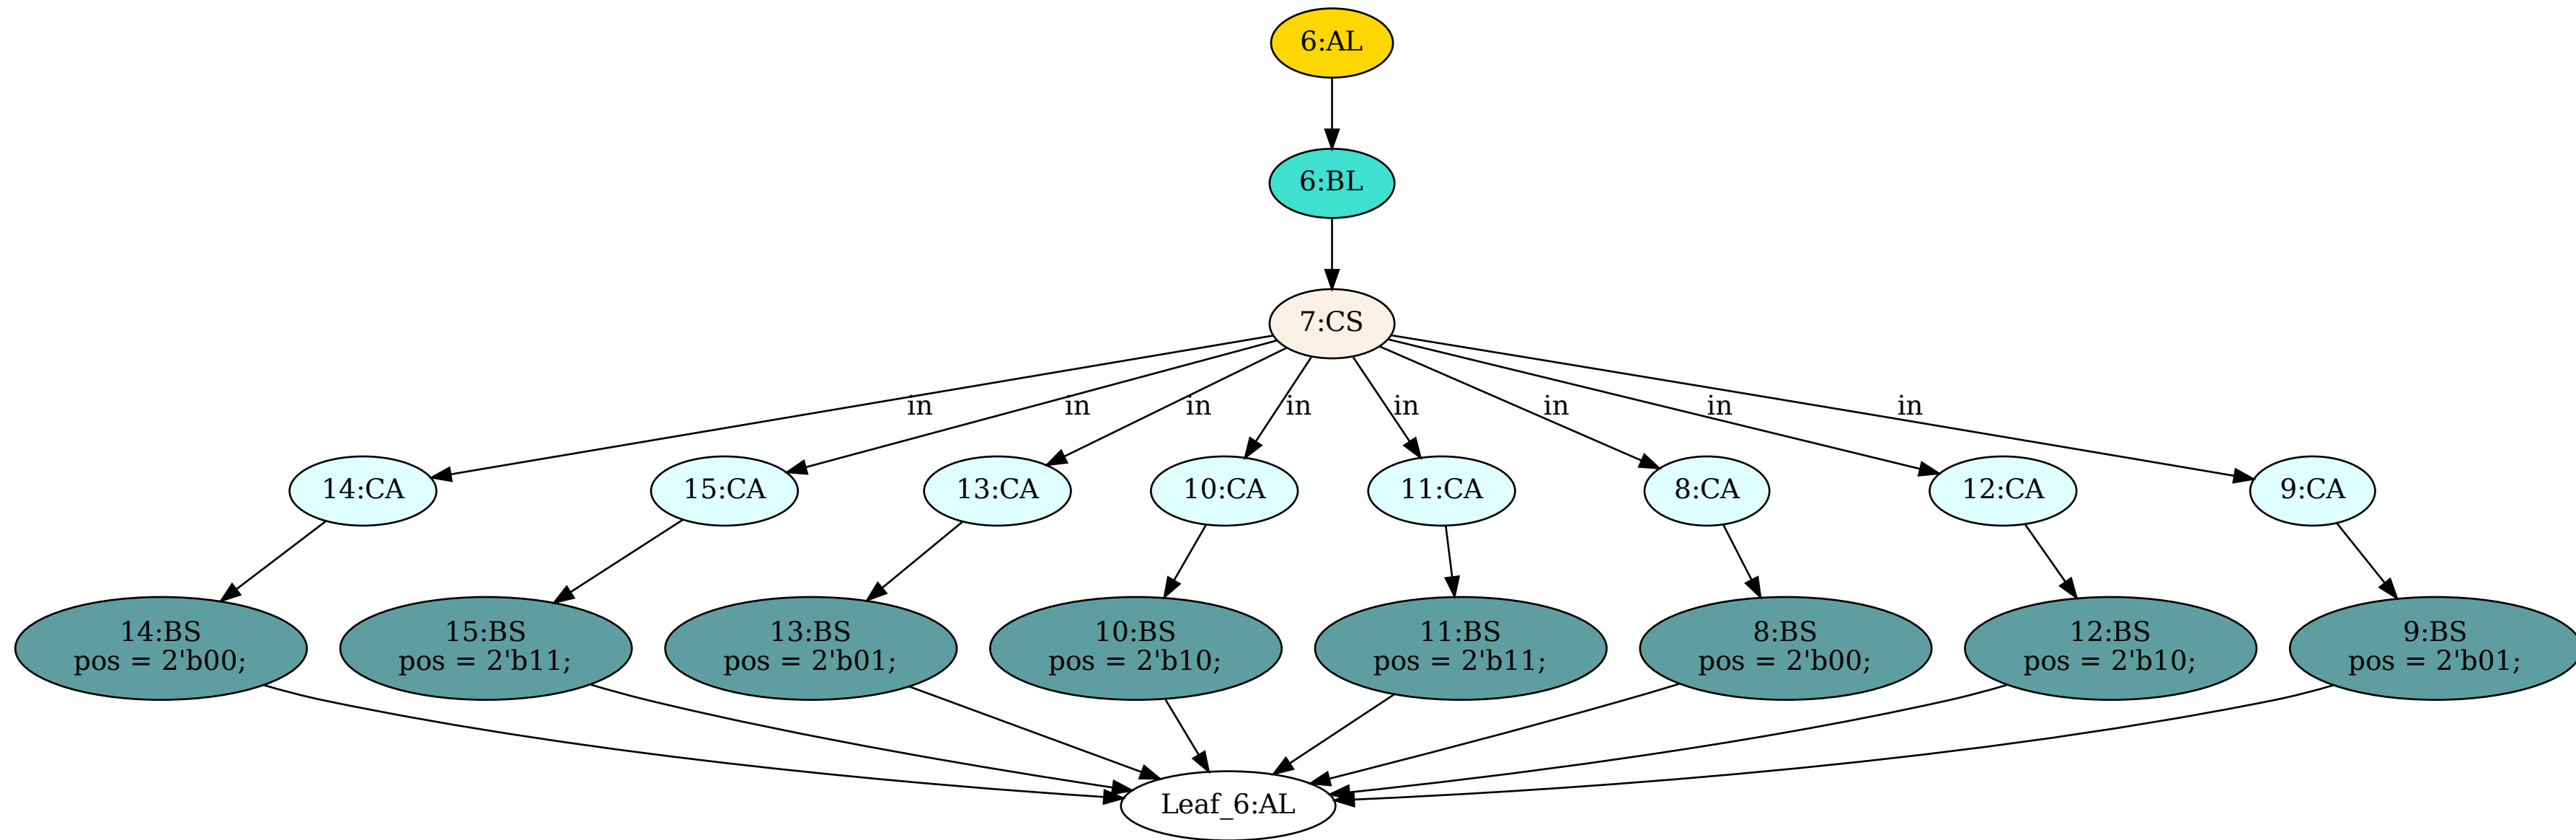 6:AL
6:BL
7:CS
in in in in in in in in
14:CA 15:CA 13:CA 10:CA 11:CA 8:CA 12:CA 9:CA
14:BS
pos = 2'b00;
15:BS
pos = 2'b11;
13:BS
pos = 2'b01;
10:BS
pos = 2'b10;
11:BS
pos = 2'b11;
8:BS
pos = 2'b00;
12:BS
pos = 2'b10;
9:BS
pos = 2'b01;
Leaf_6:AL